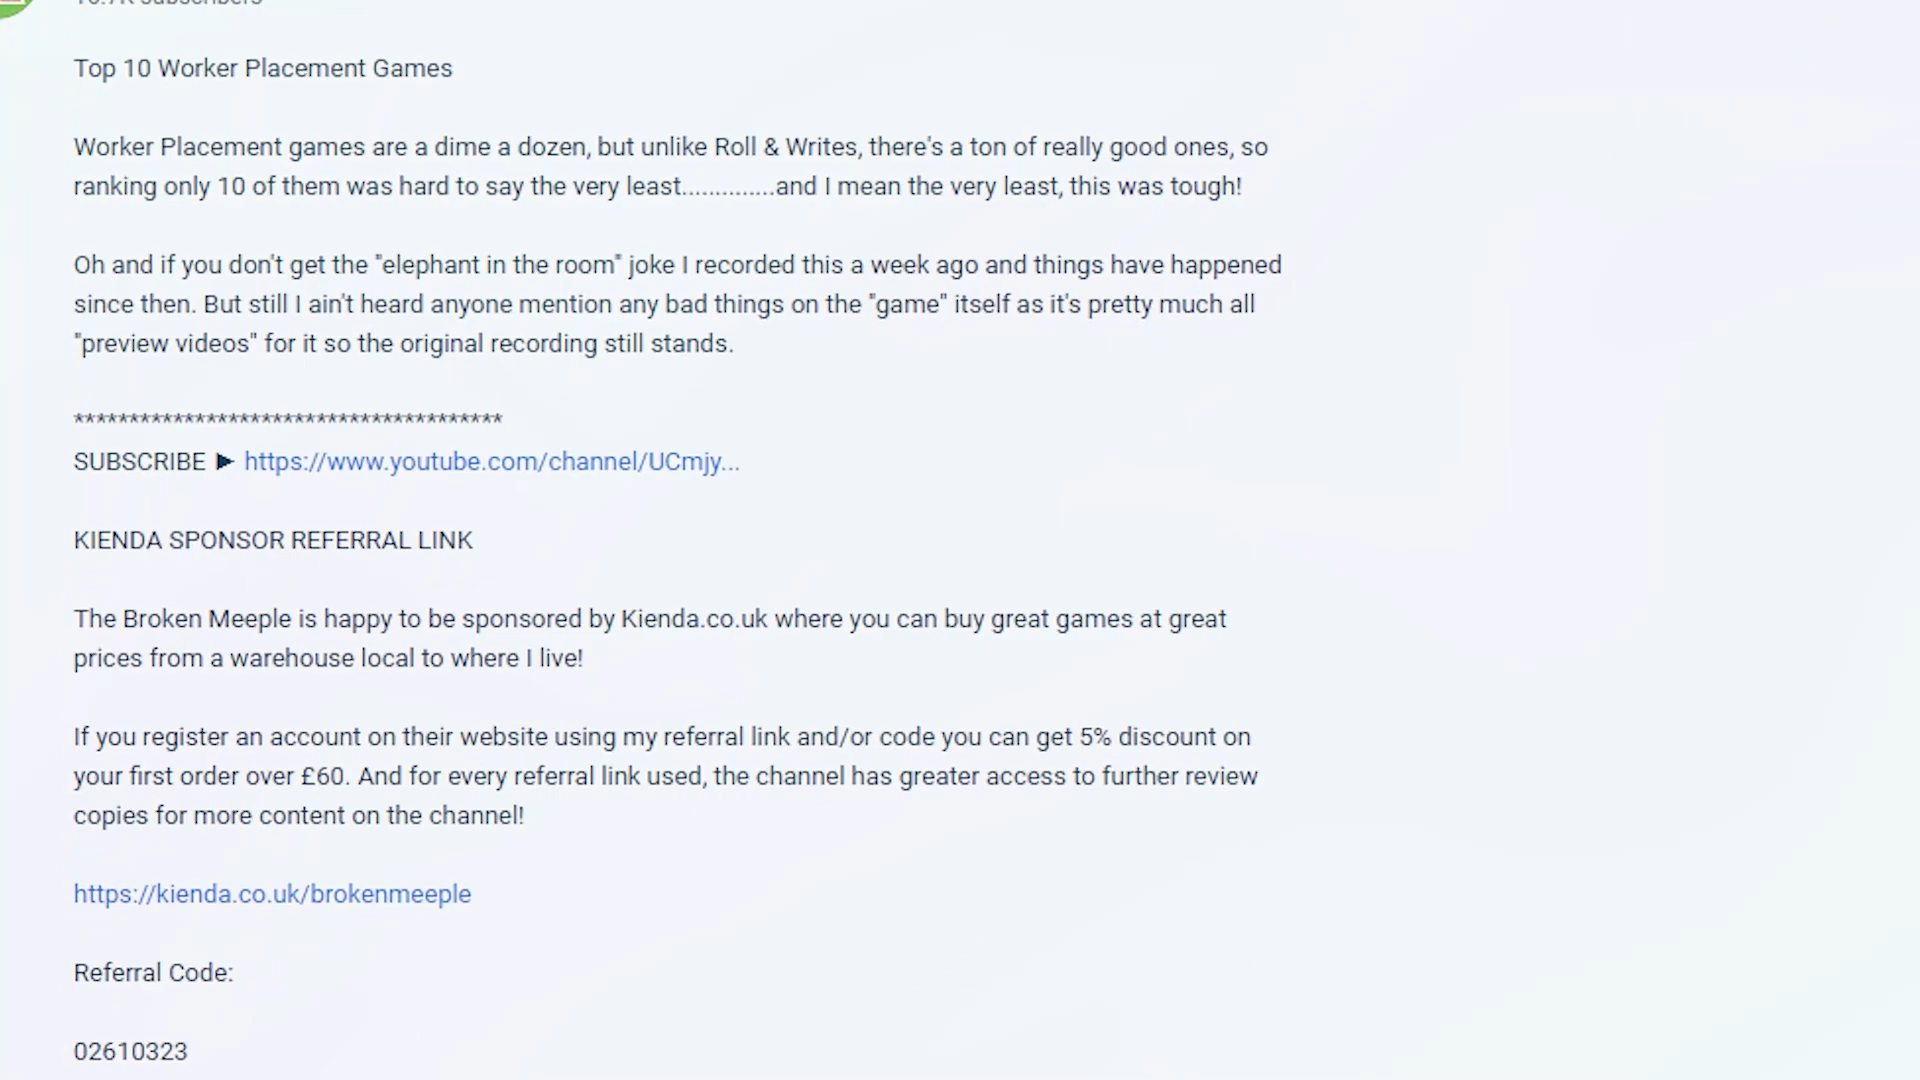 Top 10 Worker Placement Games
Worker Placement games are a dime a dozen, but unlike Roll & Writes, there's a ton of really good ones, so
ranking only 10 of them was hard to say the very least..............and I mean the very least, this was tough!
Oh and if you don't get the "elephant in the room" joke I recorded this a week ago and things have happened
since then. But still I ain't heard anyone mention any bad things on the "game" itself as it's pretty much all
"preview videos" for it so the original recording still stands.
***************************************
SUBSCRIBE ► https://www.youtube.com/channel/UCmjy...
KIENDA SPONSOR REFERRAL LINK
The Broken Meeple is happy to be sponsored by Kienda.co.uk where you can buy great games at great
prices from a warehouse local to where I live!
If you register an account on their website using my referral link and/or code you can get 5% discount on
your first order over £60. And for every referral link used, the channel has greater access to further review
copies for more content on the channel!
https://kienda.co.uk/brokenmeeple
Referral Code:
02610323